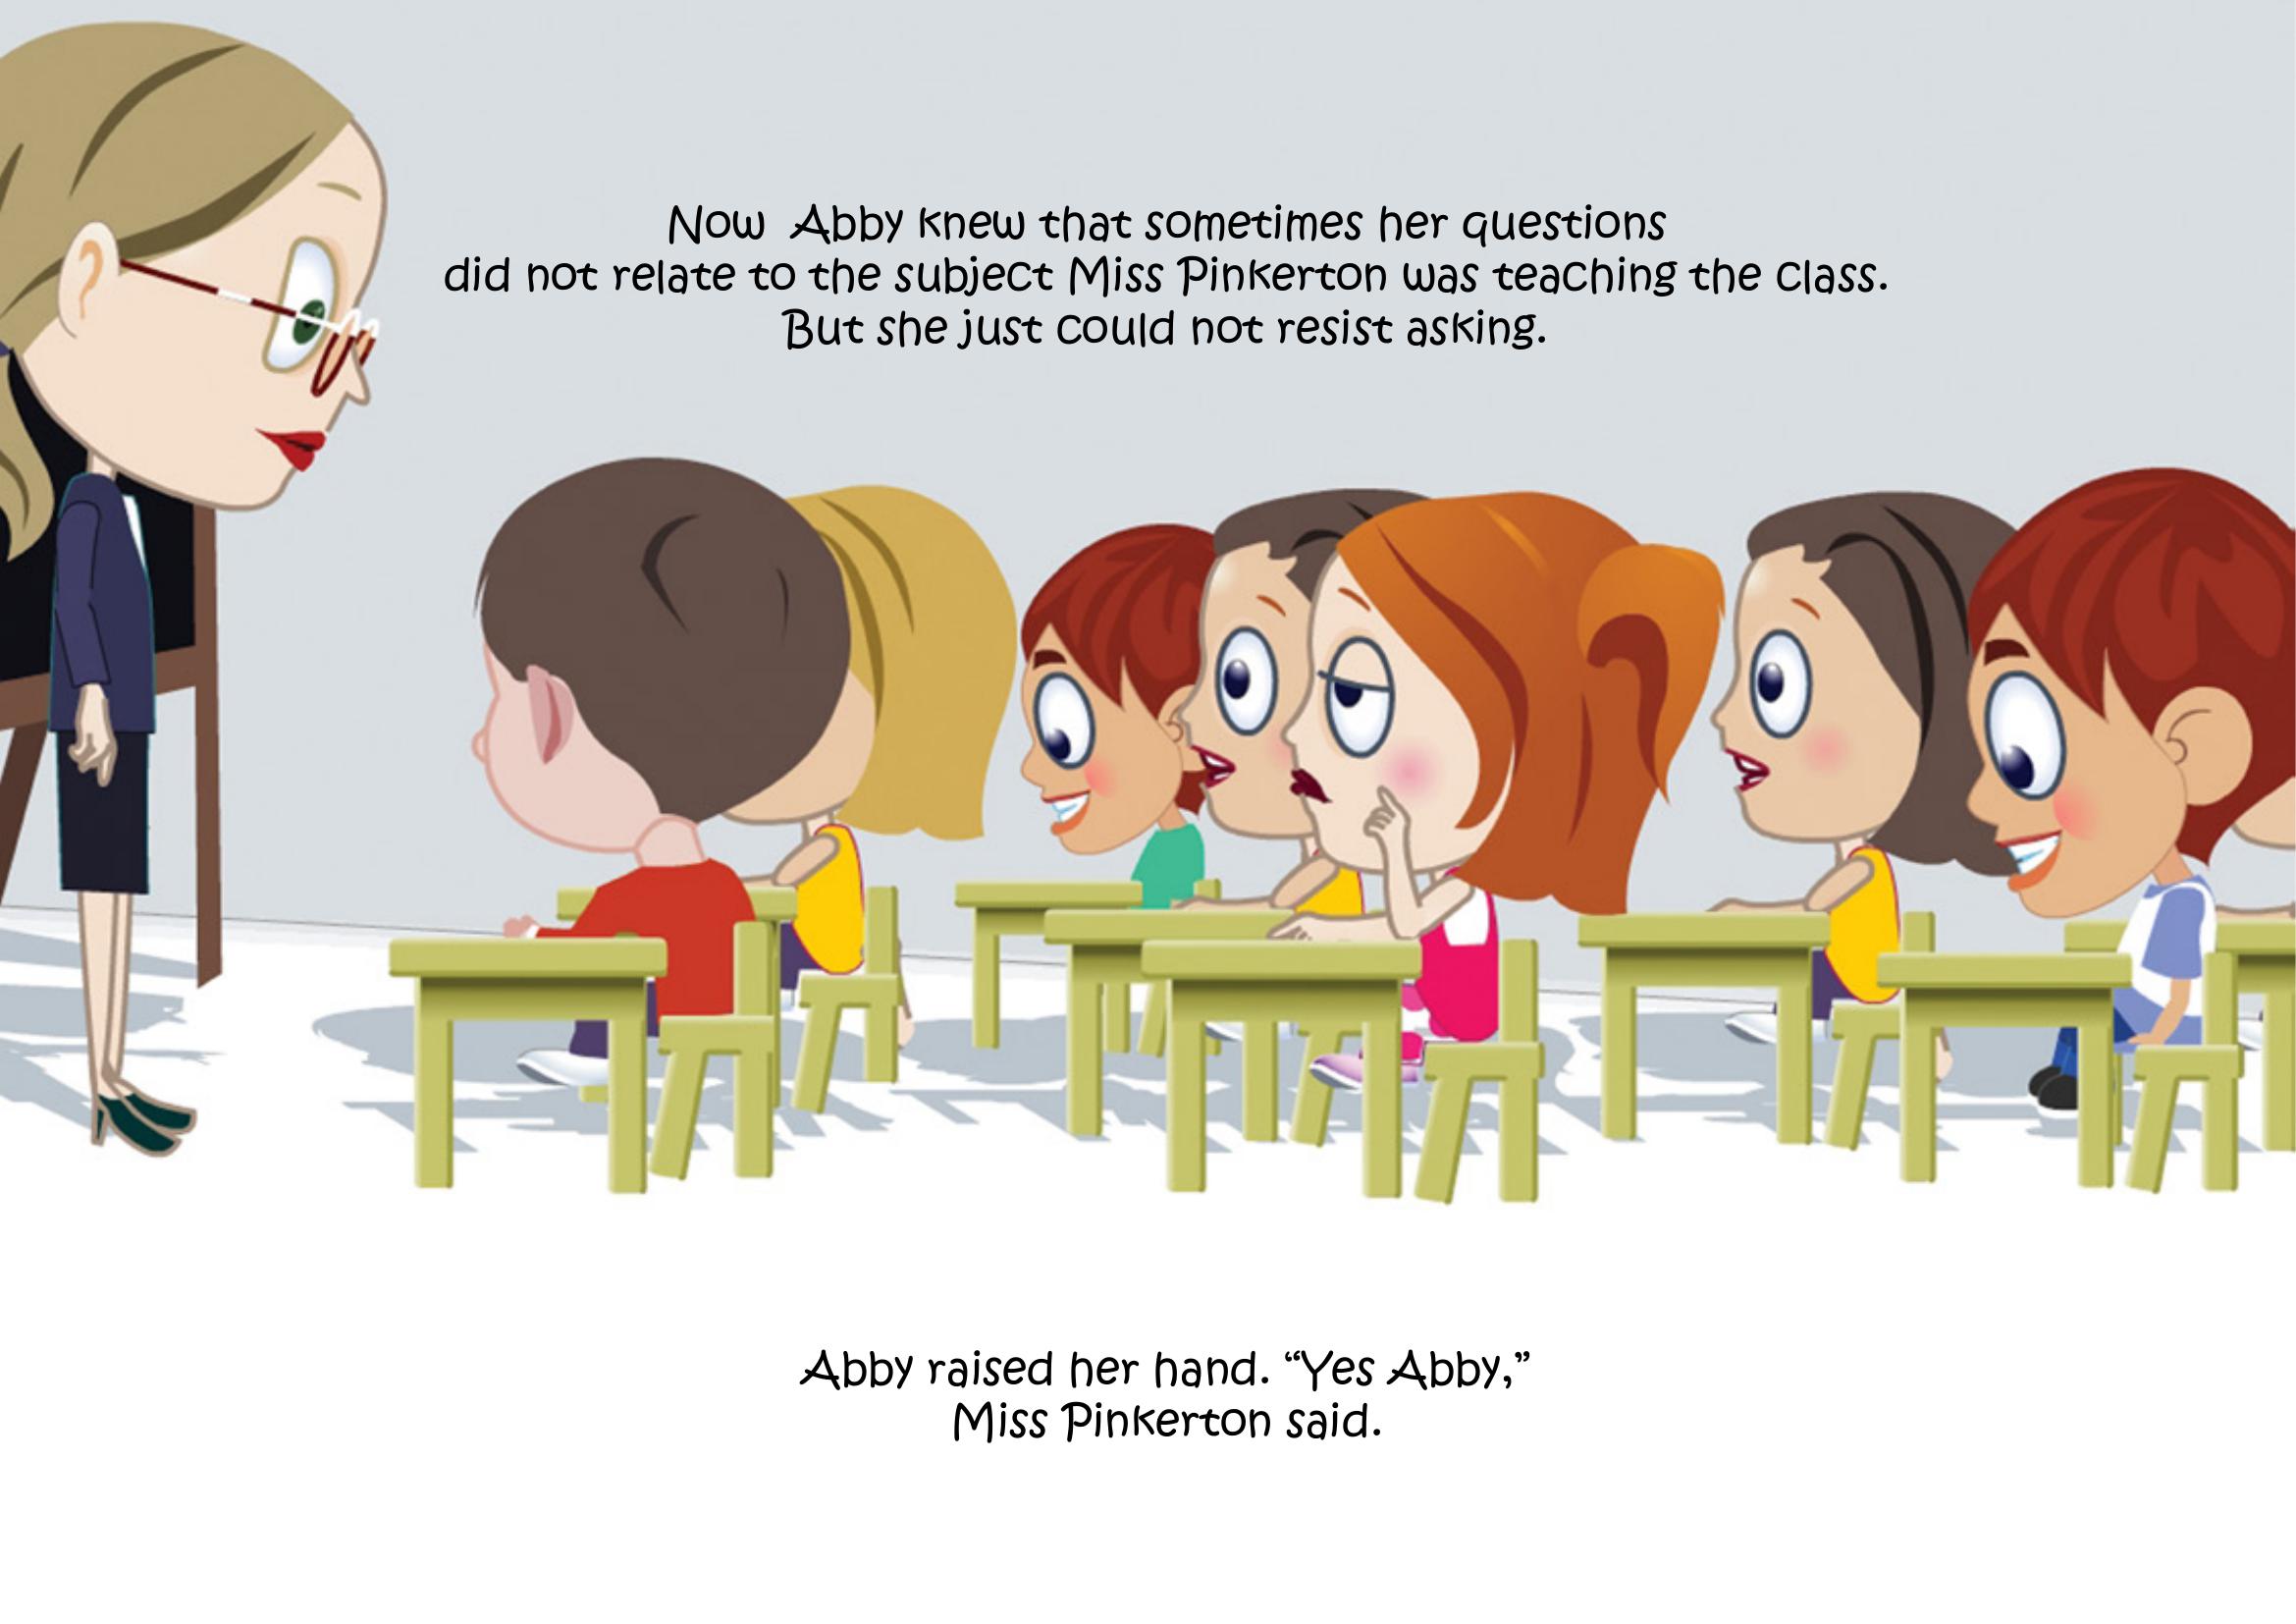 Now Abby knew that sometimes her questions
did not relate to the subject Miss Pinkerton was teaching the class.
But she just could not resist asking.
Abby raised her hand. “Yes Abby,”
Miss Pinkerton said.